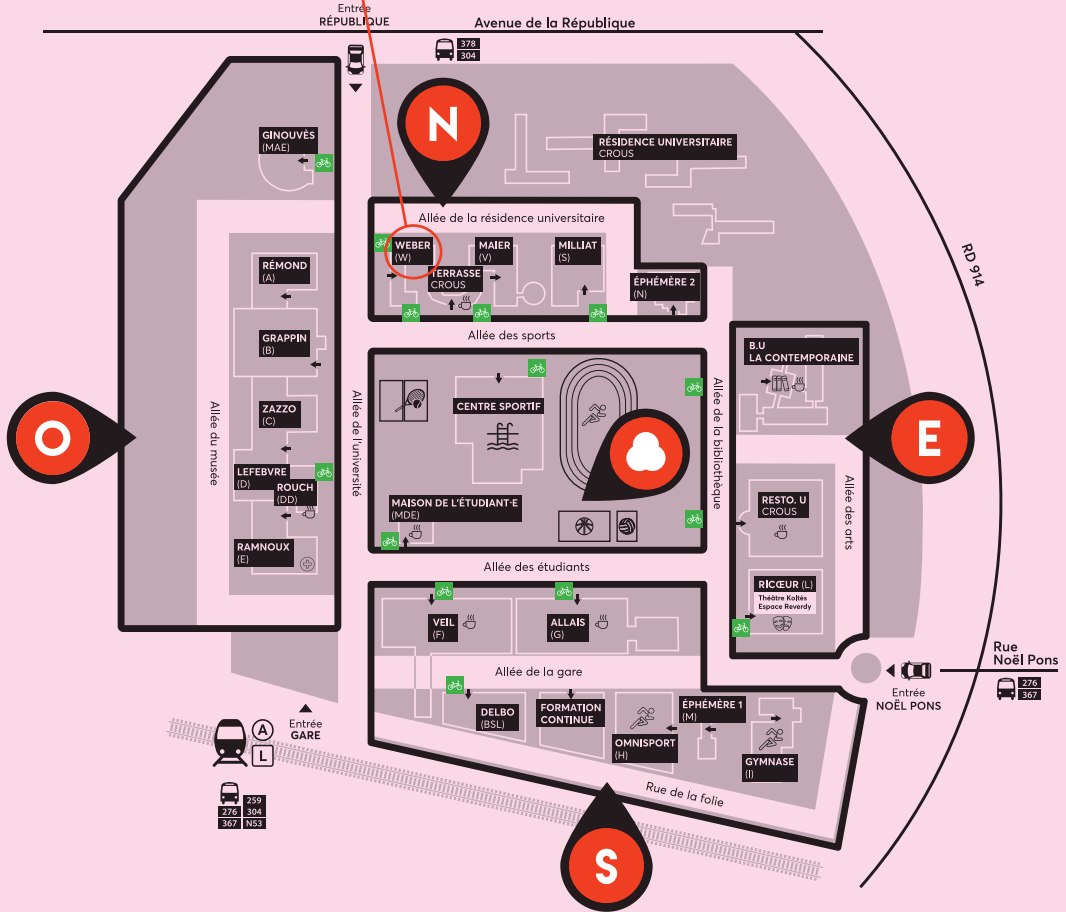 Entrée
RÉPUBLIQUE
Avenue de la République
378
304
N
GINOUVÈS
(MAE)
RÉSIDENCE UNIVERSITAIRE
CROUS
Allée de la résidence universitaire
WEBER
(W)
MAIER
(V)
MILLIAT
(S)
TERRASSE
CROUS
ÉPHÉMÈRE 2
(N)
RD 914
RÉMOND
(A)
GRAPPIN
(B)
Allée des sports
B.U
LA CONTEMPORAINE
ZAZZO
(C)
CENTRE SPORTIF
O
E
Allée du musée
Allée de l'université
Allée de la bibliothèque
Allée des arts
LEFEBVRE
(D)
ROUCH
(DD)
RAMNOUX
(E)
MAISON DE L'ÉTUDIANT·E
(MDE)
RESTO. U
CROUS
Allée des étudiants
RICŒUR (L)
Théâtre Koltès
Espace Reverdy
VEIL
(F)
ALLAIS
(G)
Allée de la gare
Rue
Noël Pons
276
367
Entrée
NOËL PONS
DELBO
(BSL)
FORMATION
CONTINUE
ÉPHÉMÈRE 1
(M)
OMNISPORT
(H)
GYMNASE
(I)
Entrée
GARE
A
L
259
276 304
367 N53
Rue de la folie
S